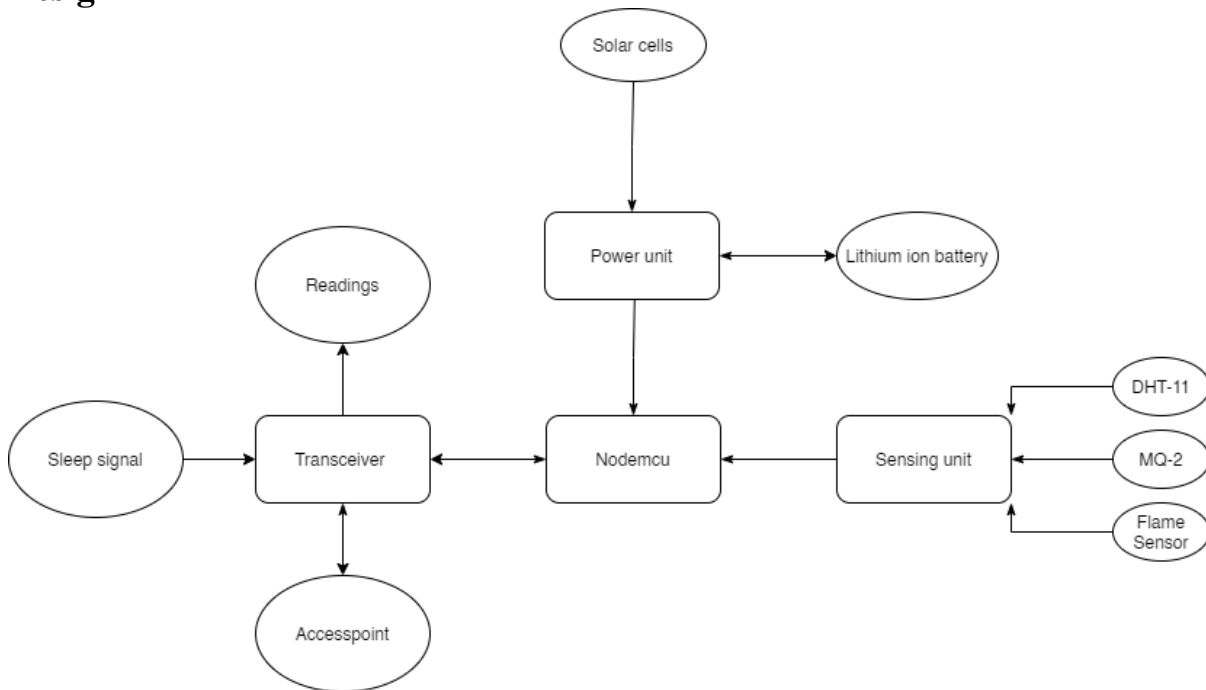 Solar cells
Power unit
Lithium ion battery
Readings
DHT-11
Sleep signal
Transceiver
Nodemcu
Sensing unit
MQ-2
Flame
Sensor
Accesspoint